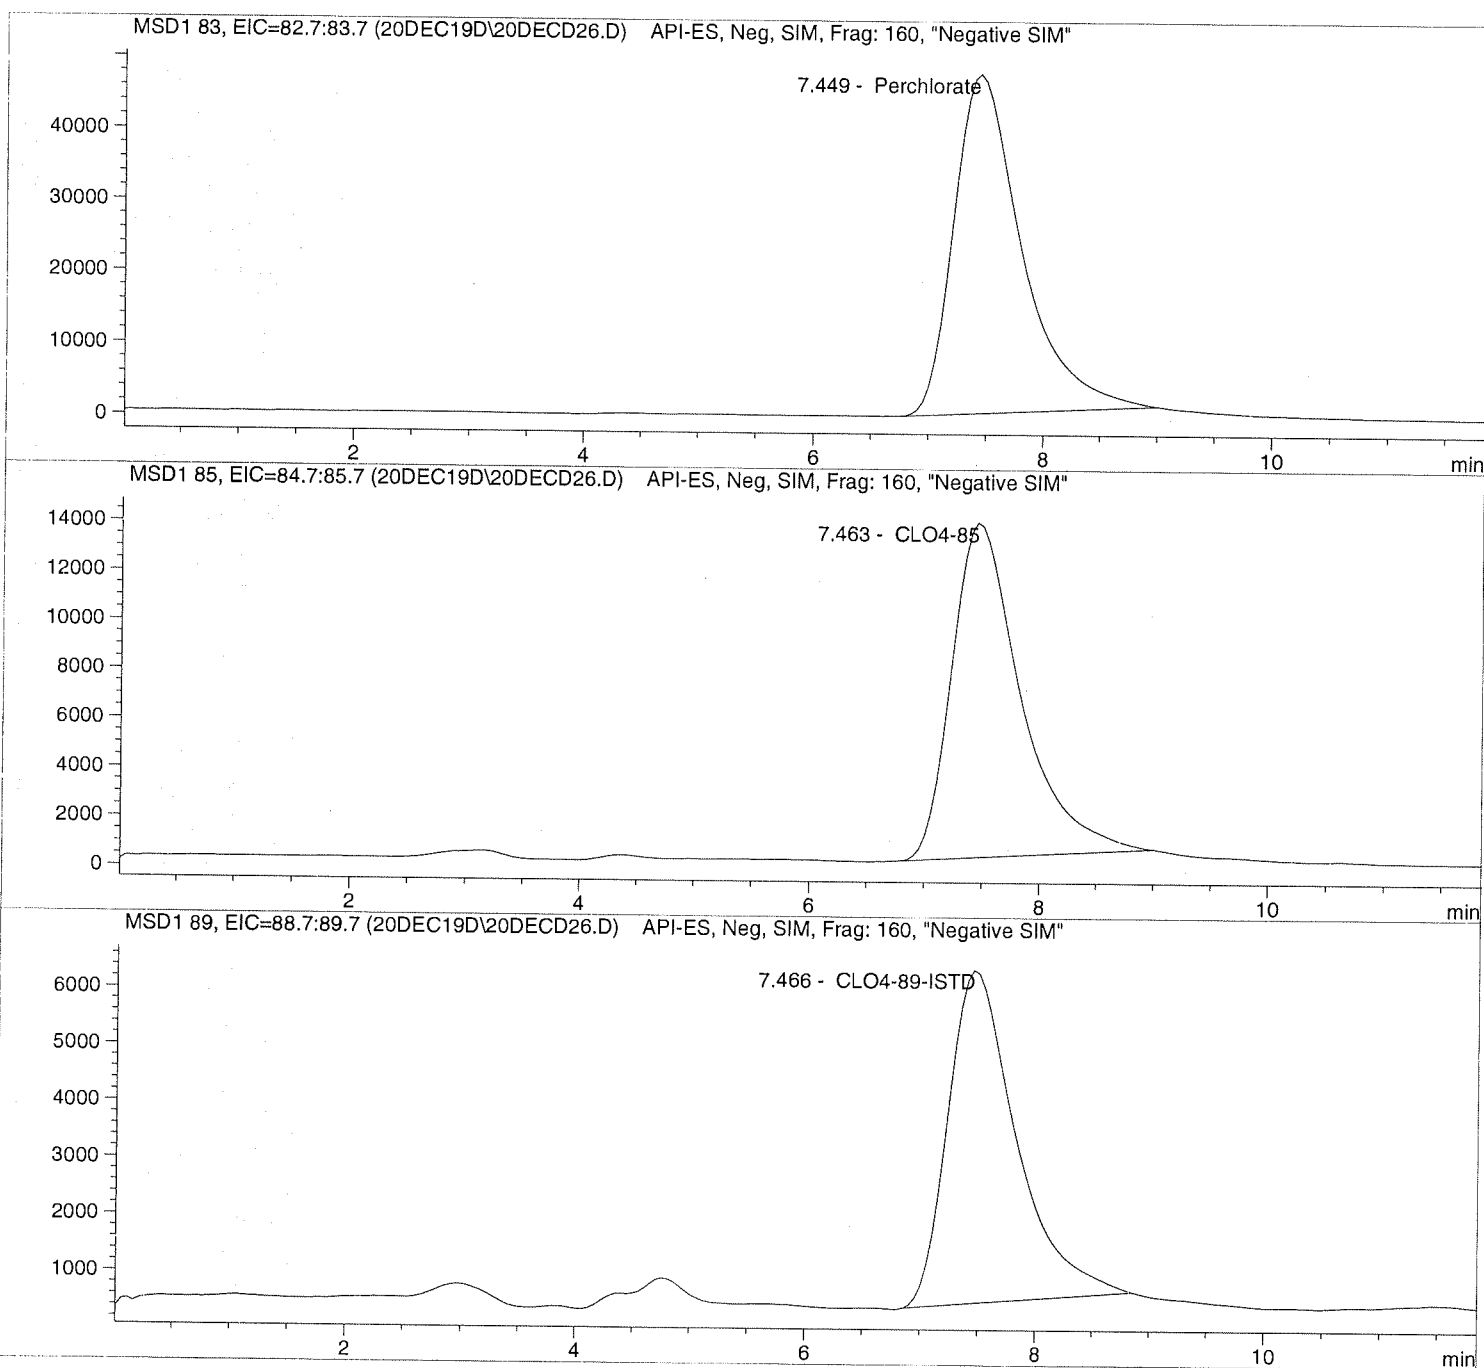 MSD1 83, EIC=82.7:83.7 (20DEC19D\20DECD26.D) API-ES, Neg, SIM, Frag: 160, "Negative SIM"
7.449 - Perchlorate
40000
30000
20000
10000
0
2 4 6 8 10 min
MSD1 85, EIC=84.7:85.7 (20DEC19D\20DECD26.D) API-ES, Neg, SIM, Frag: 160, "Negative SIM"
14000
7.463 - CLO4-85
12000
10000
8000
6000
4000
2000
0
2 4 6 8 10 min
MSD1 89, EIC=88.7:89.7 (20DEC19D\20DECD26.D) API-ES, Neg, SIM, Frag: 160, "Negative SIM"
7.466 - CLO4-89-ISTD
6000
5000
4000
3000
2000
1000
2 4 6 8 10 min